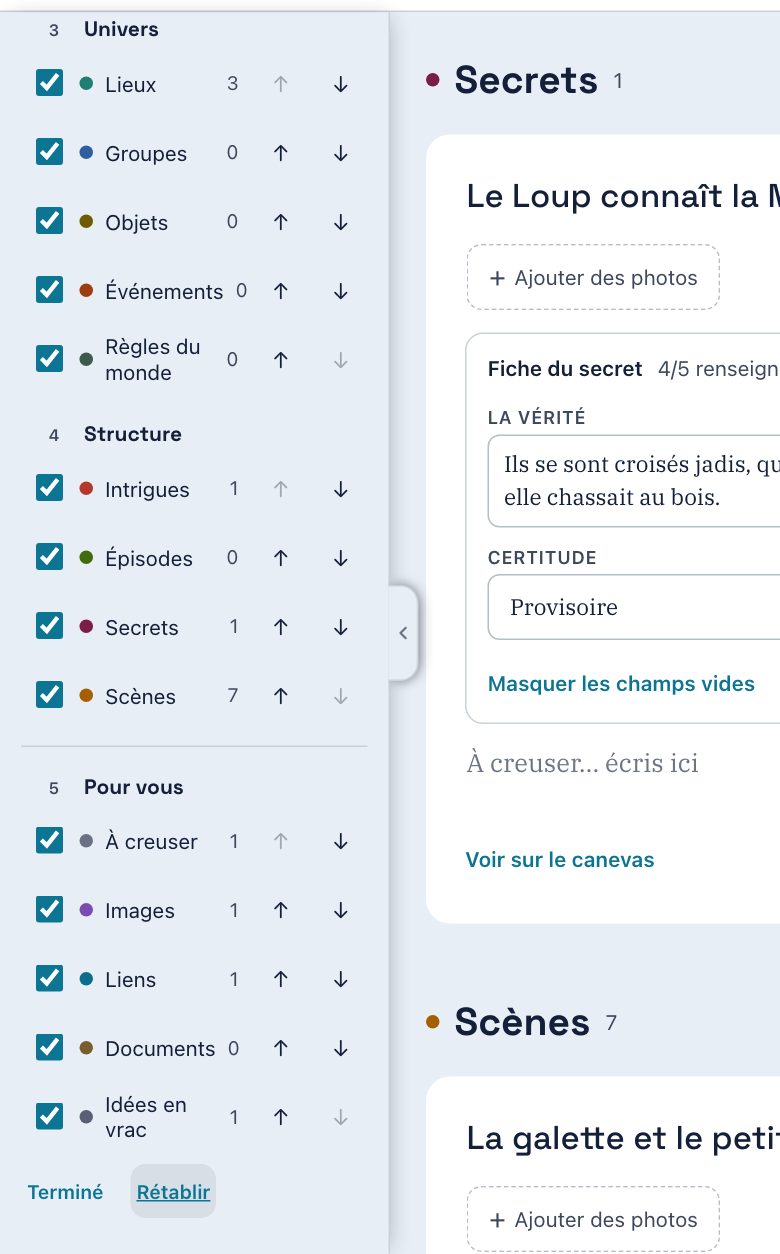 3 Univers
Lieux 3 ↑ ↓
Groupes 0 ↑ ↓
Objets 0 ↑ ↓
Événements 0 ↑ ↓
Règles du
monde 0 ↑ ↓
4 Structure
Intrigues 1 ↑ ↓
Épisodes 0 ↑ ↓
Secrets 1 ↑ ↓
Scènes 7 ↑ ↓
5 Pour vous
À creuser 1 ↑ ↓
Images 1 ↑ ↓
Liens 1 ↑ ↓
Documents 0 ↑ ↓
Idées en
vrac 1 ↑ ↓
Terminé Rétablir
Secrets 1
Le Loup connaît la
+ Ajouter des photos
Fiche du secret 4/5 renseign
LA VÉRITÉ
Ils se sont croisés jadis, qu
elle chassait au bois.
CERTITUDE
Provisoire
Masquer les champs vides
À creuser... écris ici
Voir sur le canevas
Scènes 7
La galette et le peti
+ Ajouter des photos